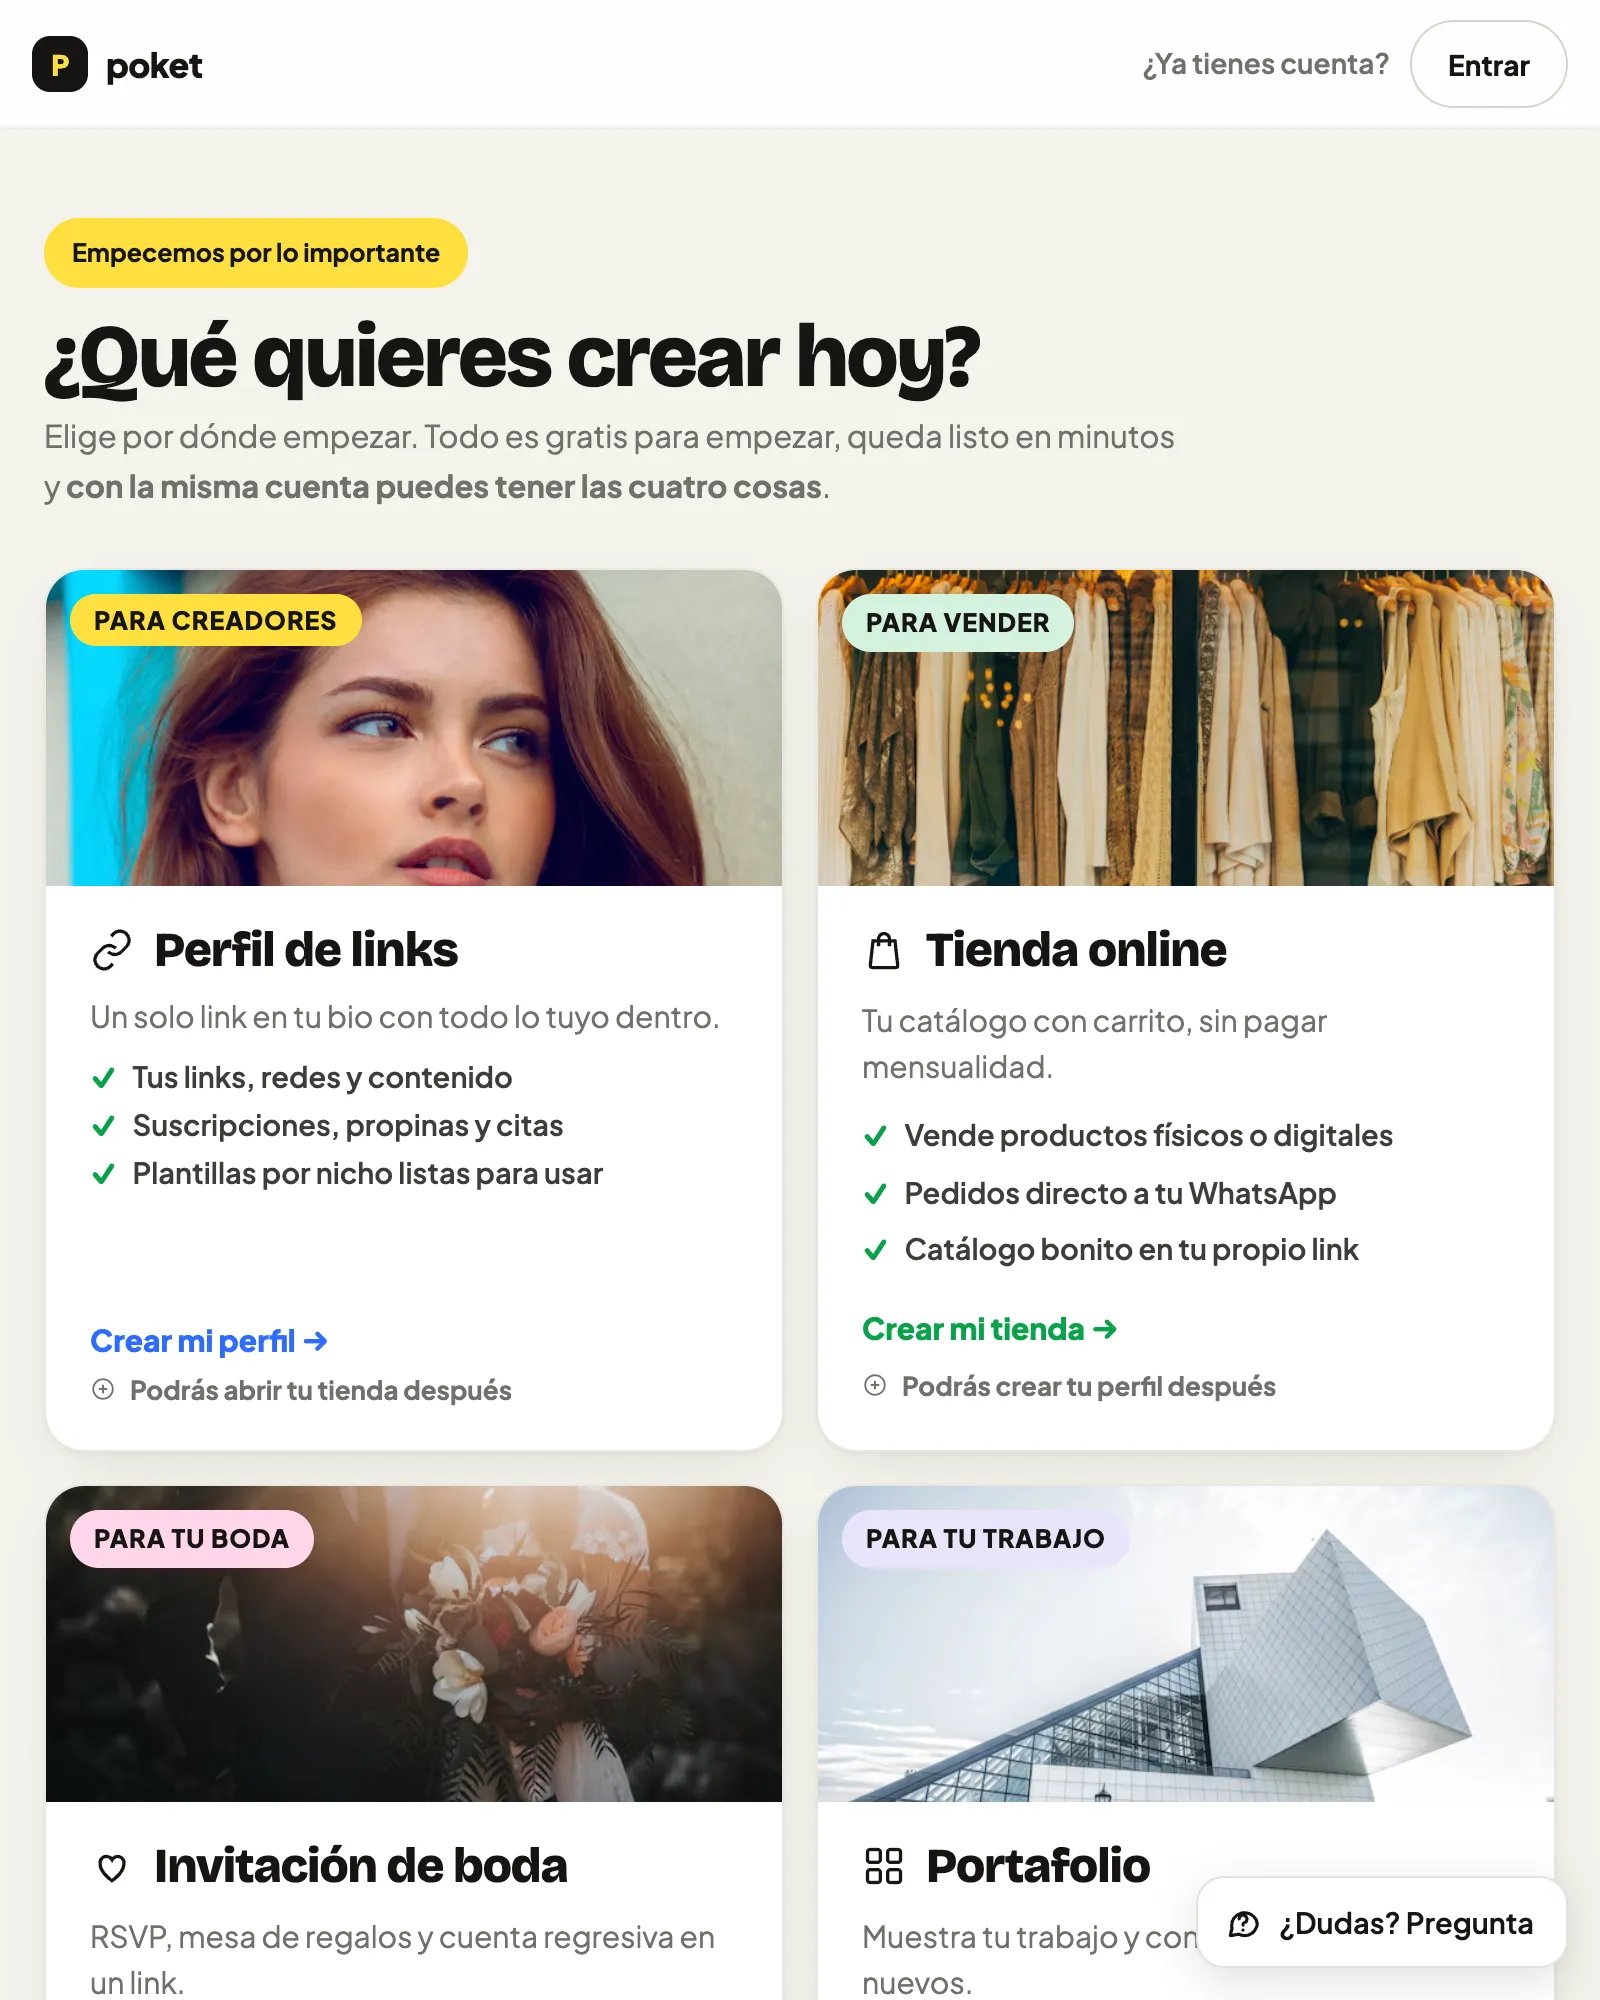 P poket
¿Ya tienes cuenta?
Entrar
Empecemos por lo importante
¿Qué quieres crear hoy?
Elige por dónde empezar. Todo es gratis para empezar, queda listo en minutos
y con la misma cuenta puedes tener las cuatro cosas.
PARA CREADORES
Perfil de links
Un solo link en tu bio con todo lo tuyo dentro.
Tus links, redes y contenido
Suscripciones, propinas y citas
Plantillas por nicho listas para usar
Crear mi perfil →
Podrás abrir tu tienda después
PARA VENDER
Tienda online
Tu catálogo con carrito, sin pagar
mensualidad.
Vende productos físicos o digitales
Pedidos directo a tu WhatsApp
Catálogo bonito en tu propio link
Crear mi tienda →
Podrás crear tu perfil después
PARA TU BODA
Invitación de boda
RSVP, mesa de regalos y cuenta regresiva en
un link.
PARA TU TRABAJO
Portafolio
Muestra tu trabajo y con
nuevos.
¿Dudas? Pregunta